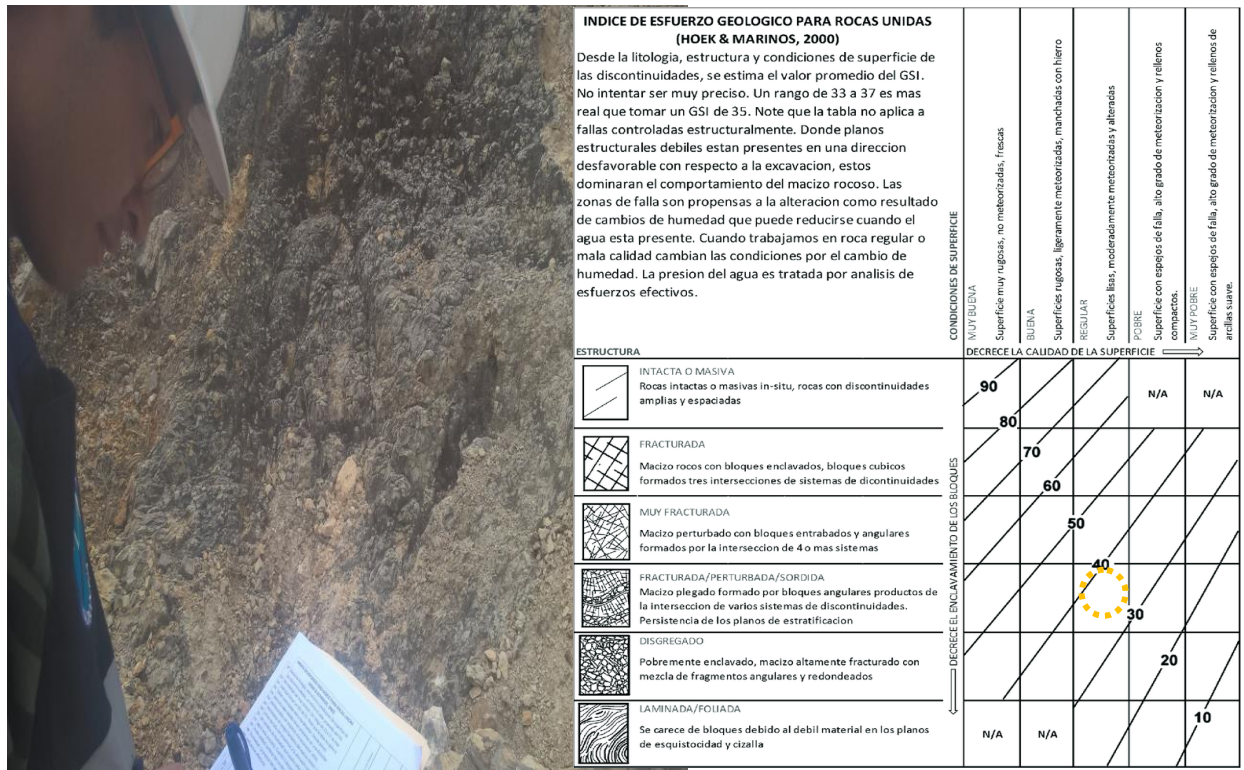 INDICE DE ESFUERZO GEOLOGICO PARA ROCAS UNIDAS
(HOEK & MARINOS, 2000)
Desde la litologia, estructura y condiciones de superficie de
las discontinuidades, se estima el valor promedio del GSI.
No intentar ser muy preciso. Un rango de 33 a 37 es mas
real que tomar un GSI de 35. Note que la tabla no aplica a
fallas controladas estructuralmente. Donde planos
estructurales debiles estan presentes en una direccion
desfavorable con respecto a la excavacion, estos
dominaran el comportamiento del macizo rocoso. Las
zonas de falla son propensas a la alteracion como resultado
de cambios de humedad que puede reducirse cuando el
agua esta presente. Cuando trabajamos en roca regular o
mala calidad cambian las condiciones por el cambio de
humedad. La presion del agua es tratada por analisis de
esfuerzos efectivos.
CONDICIONES DE SUPERFICIE
MUY BUENA
Superficie muy rugosas, no meteorizadas, frescas
BUENA
Superficies rugosas, ligeramente meteorizadas, manchadas con hierro
REGULAR
Superficies lisas, moderadamente meteorizadas y alteradas
POBRE
Superficie con espejos de falla, alto grado de meteorizacion y rellenos
compactos.
MUY POBRE
Superficie con espejos de falla, alto grado de meteorizacion y rellenos de
arcillas suave.
ESTRUCTURA
DECRECE LA CALIDAD DE LA SUPERFICIE
DECRECE EL ENCLAVAMIENTO DE LOS BLOQUES
INTACTA O MASIVA
Rocas intactas o masivas in-situ, rocas con discontinuidades
amplias y espaciadas
90
N/A
N/A
80
FRACTURADA
Macizo rocos con bloques enclavados, bloques cubicos
formados tres intersecciones de sistemas de dicontinuidades
70
60
MUY FRACTURADA
Macizo perturbado con bloques entrabados y angulares
formados por la interseccion de 4 o mas sistemas
50
40
FRACTURADA/PERTURBADA/SORDIDA
Macizo plegado formado por bloques angulares productos de
la interseccion de varios sistemas de discontinuidades.
Persistencia de los planos de estratificacion
30
DISGREGADO
Pobremente enclavado, macizo altamente fracturado con
mezcla de fragmentos angulares y redondeados
20
LAMINADA/FOLIADA
Se carece de bloques debido al debil material en los planos
de esquistocidad y cizalla
N/A
N/A
10